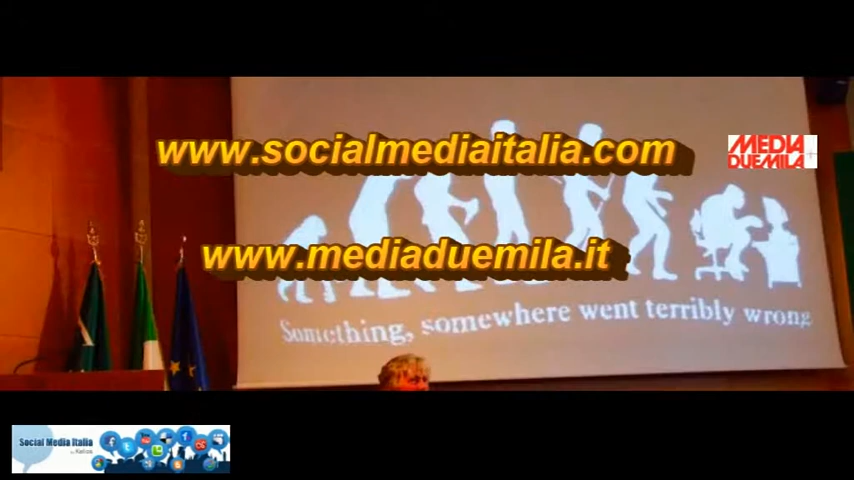 www.socialmediaitalia.com
MEDIA
DUEMILA
www.mediaduemila.it
Something, somewhere went terribly wrong
Social Media Italia